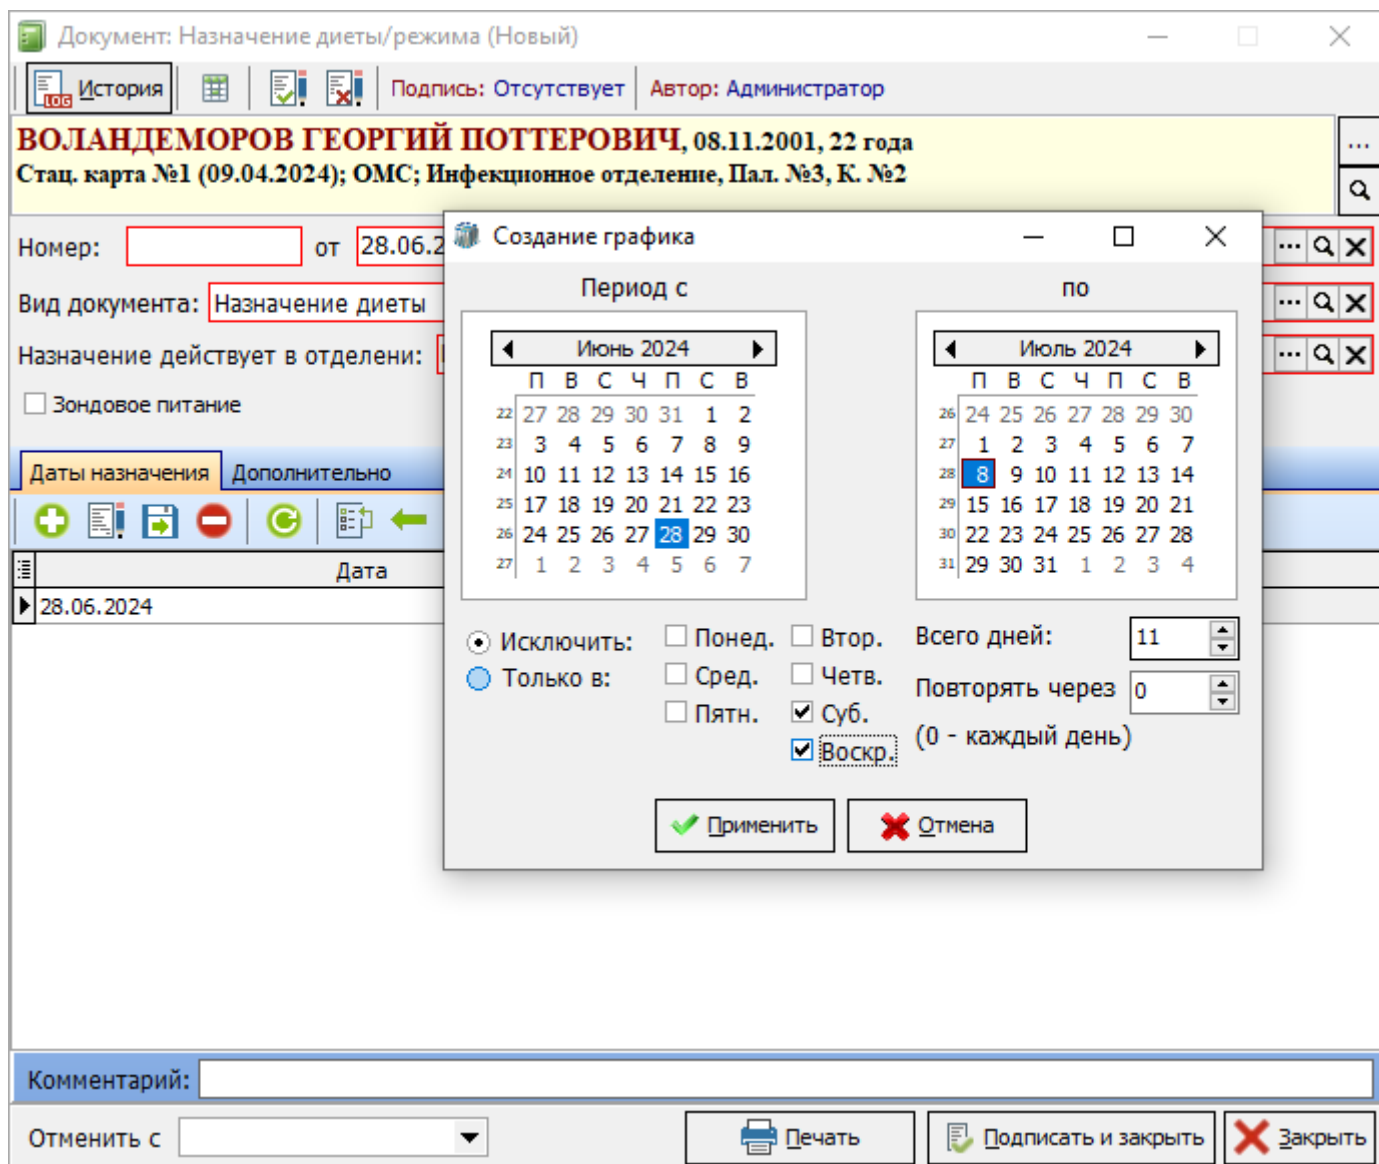 Документ: Назначение диеты/режима (Новый)
LOG История Подпись: Отсутствует Автор: Администратор
ВОЛАНДЕМОРОВ ГЕОРГИЙ ПОТТЕРОВИЧ, 08.11.2001, 22 года
Стац. карта №1 (09.04.2024); ОМС; Инфекционное отделение, Пал. №3, К. №2
Номер: от 28.06.2
Вид документа: Назначение диеты
Назначение действует в отделени:
Зондовое питание
Даты назначения Дополнительно
Дата
28.06.2024
Создание графика
Период с по
Июнь 2024
П В С Ч П С В
22 27 28 29 30 31 1 2
23 3 4 5 6 7 8 9
24 10 11 12 13 14 15 16
25 17 18 19 20 21 22 23
26 24 25 26 27 28 29 30
27 1 2 3 4 5 6 7
Июль 2024
П В С Ч П С В
26 24 25 26 27 28 29 30
27 1 2 3 4 5 6 7
28 8 9 10 11 12 13 14
29 15 16 17 18 19 20 21
30 22 23 24 25 26 27 28
31 29 30 31 1 2 3 4
Исключить: Понед. Втор. Всего дней: 11
Только в: Сред. Четв. Повторять через 0
Пятн. Суб. (0 - каждый день)
Воскр.
Применить Отмена
Комментарий:
Отменить с Печать Подписать и закрыть Закрыть